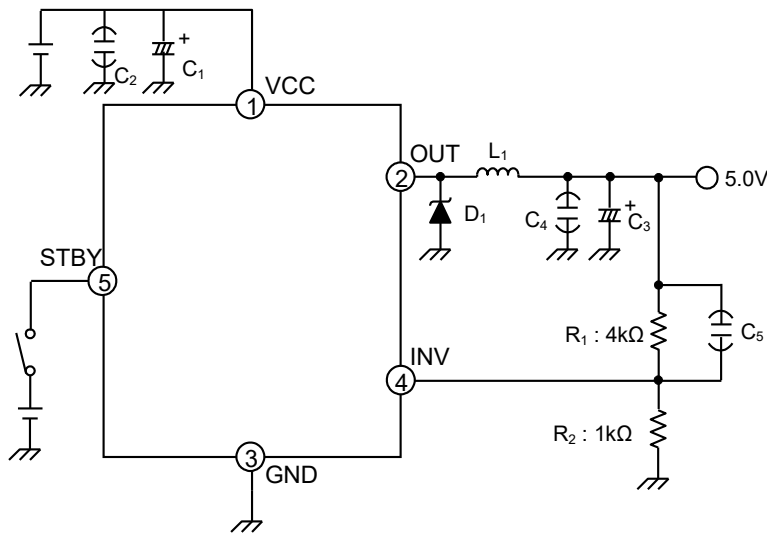 C₂
C₁
+
VCC
1
OUT
2
L₁
5.0V
D₁
C₄
+
C₃
STBY
5
R₁ : 4kΩ
C₅
INV
4
R₂ : 1kΩ
3
GND